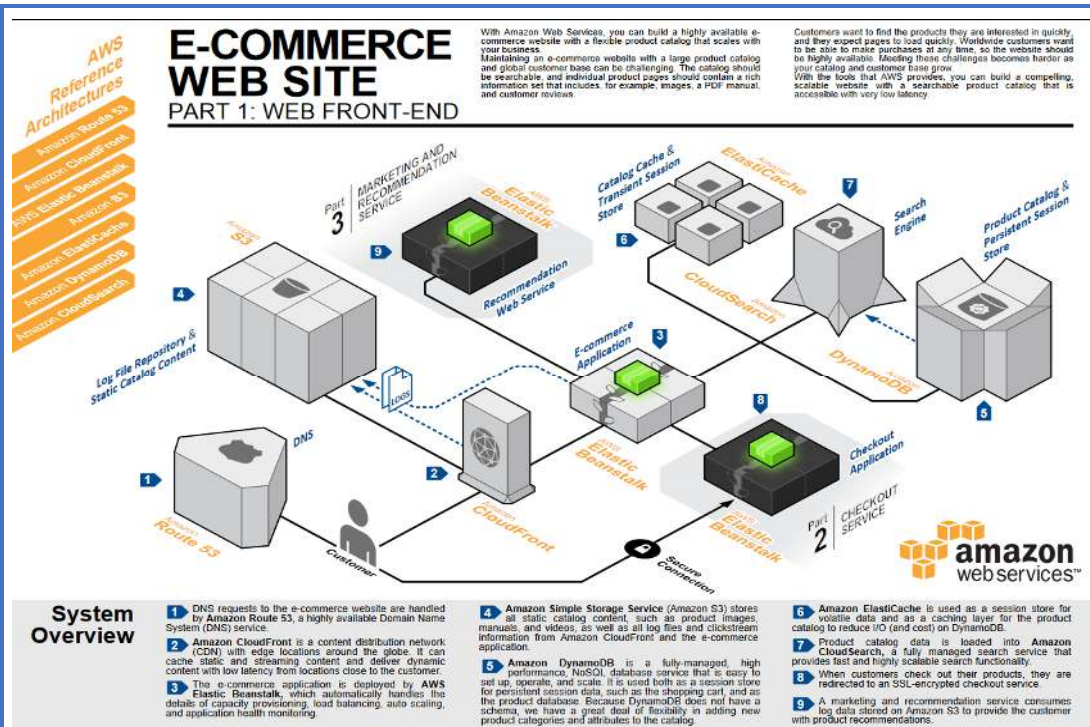 AWS
Reference
Architectures
Amazon Route 53
Amazon CloudFront
AWS Elastic Beanstalk
Amazon S3
Amazon ElastiCache
Amazon DynamoDB
Amazon CloudSearch
E-COMMERCE
WEB SITE
PART 1: WEB FRONT-END
With Amazon Web Services, you can build a highly available e-
commerce website with a flexible product catalog that scales with
your business.
Maintaining an e-commerce website with a large product catalog
and global customer base can be challenging. The catalog should
be searchable, and individual product pages should contain a rich
information set that includes, for example, images, a PDF manual,
and customer reviews.
Customers want to find the products they are interested in quickly,
and they expect pages to load quickly. Worldwide customers want
to be able to make purchases at any time, so the website should
be highly available. Meeting these challenges becomes harder as
your catalog and customer base grow.
With the tools that AWS provides, you can build a compelling,
scalable website with a searchable product catalog that is
accessible with very low latency.
Part
3
MARKETING AND
RECOMMENDATION
SERVICE
AWS
Elastic
Beanstalk
9
Recommendation
Web Service
Catalog Cache &
Transient Session
Store
Amazon
ElastiCache
6
7
Search
Engine
Amazon
CloudSearch
Product Catalog &
Persistent Session
Store
Amazon
DynamoDB
5
Amazon
S3
4
Log File Repository &
Static Catalog Content
LOGS
E-commerce
Application
3
AWS
Elastic
Beanstalk
8
Checkout
Application
AWS
Elastic
Beanstalk
Part
2
CHECKOUT
SERVICE
DNS
1
Amazon
Route 53
2
Amazon
CloudFront
Customer
Secure
Connection
amazon
webservices™
System
Overview
1 DNS requests to the e-commerce website are handled
by Amazon Route 53, a highly available Domain Name
System (DNS) service.
2 Amazon CloudFront is a content distribution network
(CDN) with edge locations around the globe. It can
cache static and streaming content and deliver dynamic
content with low latency from locations close to the customer.
3 The e-commerce application is deployed by AWS
Elastic Beanstalk, which automatically handles the
details of capacity provisioning, load balancing, auto scaling,
and application health monitoring.
4 Amazon Simple Storage Service (Amazon S3) stores
all static catalog content, such as product images,
manuals, and videos, as well as all log files and clickstream
information from Amazon CloudFront and the e-commerce
application.
5 Amazon DynamoDB is a fully-managed, high
performance, NoSQL database service that is easy to
set up, operate, and scale. It is used both as a session store
for persistent session data, such as the shopping cart, and as
the product database. Because DynamoDB does not have a
schema, we have a great deal of flexibility in adding new
product categories and attributes to the catalog.
6 Amazon ElastiCache is used as a session store for
volatile data and as a caching layer for the product
catalog to reduce I/O (and cost) on DynamoDB.
7 Product catalog data is loaded into Amazon
CloudSearch, a fully managed search service that
provides fast and highly scalable search functionality.
8 When customers check out their products, they are
redirected to an SSL-encrypted checkout service.
9 A marketing and recommendation service consumes
log data stored on Amazon S3 to provide the customer
with product recommendations.